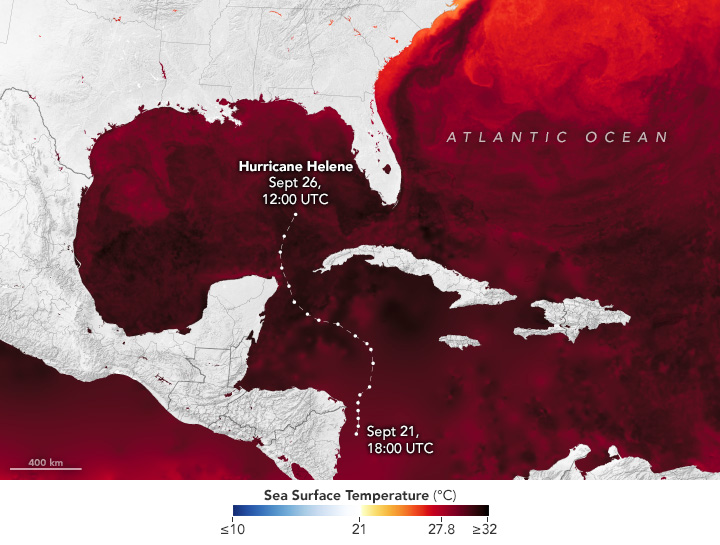 ATLANTIC OCEAN
Hurricane Helene
Sept 26,
12:00 UTC
Sept 21,
18:00 UTC
400 km
Sea Surface Temperature (°C)
≤10 21 27.8 ≥32